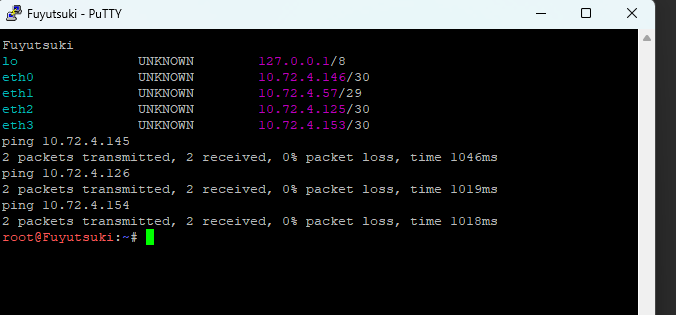 Fuyutsuki - PuTTY
Fuyutsuki
lo UNKNOWN 127.0.0.1/8
eth0 UNKNOWN 10.72.4.146/30
eth1 UNKNOWN 10.72.4.57/29
eth2 UNKNOWN 10.72.4.125/30
eth3 UNKNOWN 10.72.4.153/30
ping 10.72.4.145
2 packets transmitted, 2 received, 0% packet loss, time 1046ms
ping 10.72.4.126
2 packets transmitted, 2 received, 0% packet loss, time 1019ms
ping 10.72.4.154
2 packets transmitted, 2 received, 0% packet loss, time 1018ms
root@Fuyutsuki:~#